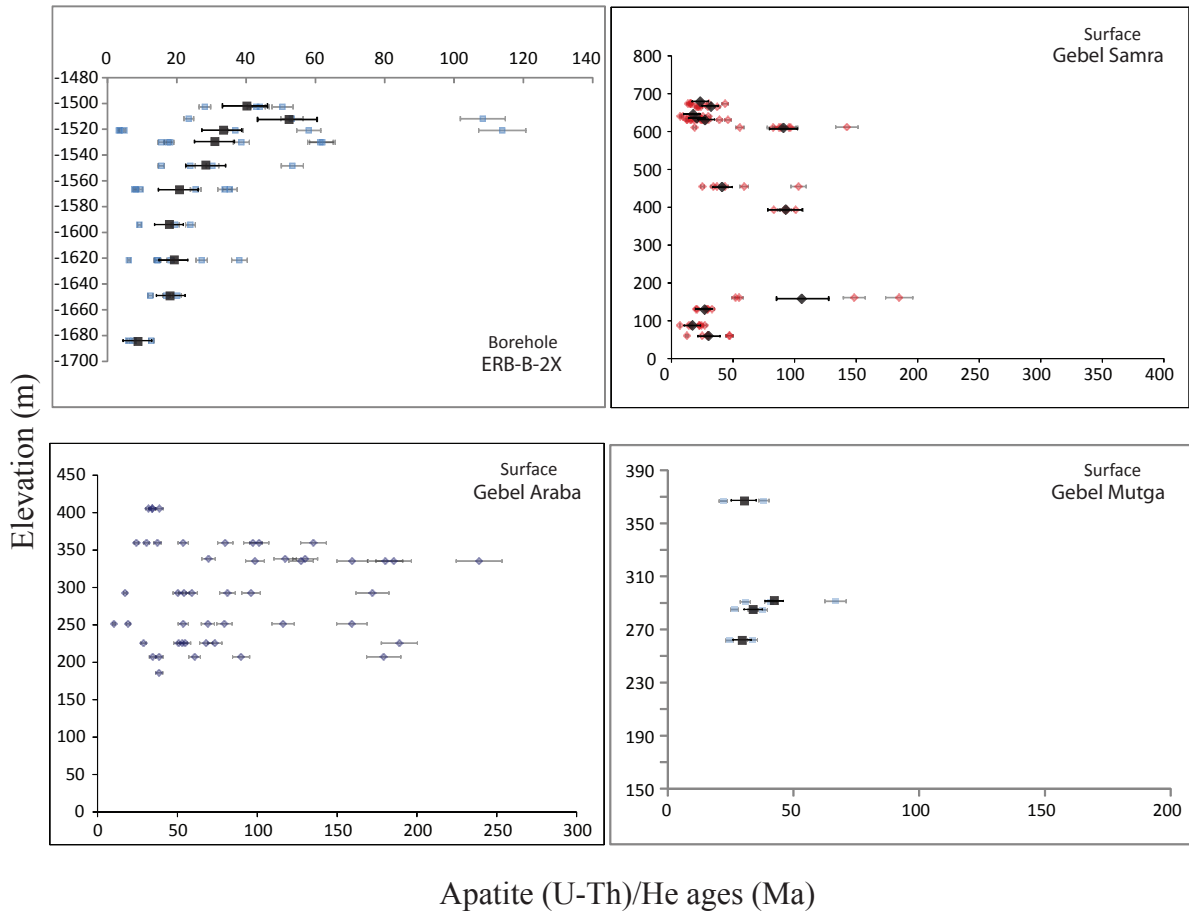 0 20 40 60 80 100 120 140
-1480
-1500
-1520
-1540
-1560
-1580
-1600
-1620
-1640
-1660
-1680
-1700
Borehole
ERB-B-2X
Surface
Gebel Samra
800
700
600
500
400
300
200
100
0
0 50 100 150 200 250 300 350 400
Elevation (m)
Surface
Gebel Araba
450
400
350
300
250
200
150
100
50
0
0 50 100 150 200 250 300
Surface
Gebel Mutga
390
350
310
270
230
190
150
0 50 100 150 200
Apatite (U-Th)/He ages (Ma)